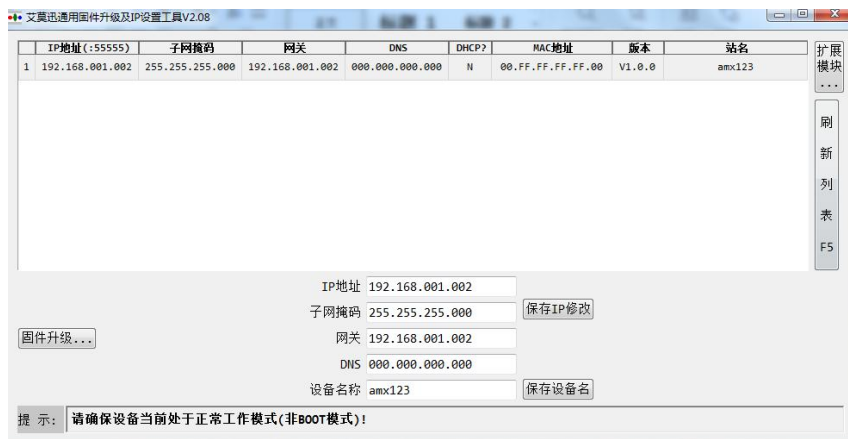 艾莫迅通用固件升级及IP设置工具V2.08
IP地址(:55555) 子网掩码 网关 DNS DHCP? MAC地址 版本 站名
1 192.168.001.002 255.255.255.000 192.168.001.002 000.000.000.000 N 00.FF.FF.FF.FF.00 V1.0.0 amx123
扩展
模块
...
刷
新
列
表
F5
IP地址 192.168.001.002
子网掩码 255.255.255.000 保存IP修改
固件升级... 网关 192.168.001.002
DNS 000.000.000.000
设备名称 amx123 保存设备名
提 示: 请确保设备当前处于正常工作模式(非BOOT模式)!